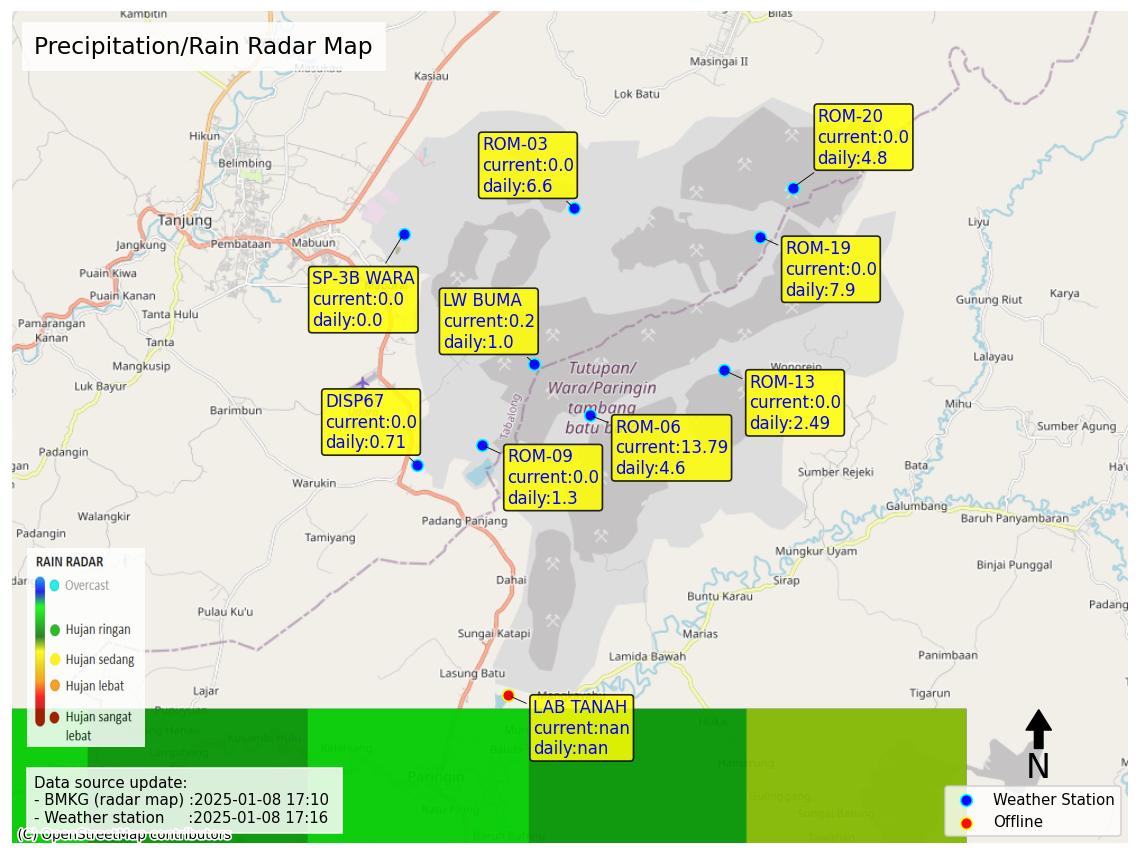 Kambitin
Bilas
Precipitation/Rain Radar Map
Masukau
Kasiau
Masingai II
Lok Batu
ROM-20
current:0.0
daily:4.8
ROM-03
current:0.0
daily:6.6
Hikun
Belimbing
Tanjung
Jangkung
Pembataan
Mabuun
Liyu
ROM-19
current:0.0
daily:7.9
SP-3B WARA
current:0.0
daily:0.0
Puain Kiwa
Puain Kanan
LW BUMA
current:0.2
daily:1.0
Tanta Hulu
Gunung Riut
Karya
Pamarangan
Kanan
Tanta
Mangkusip
Luk Bayur
Lalayau
Wonorejo
Tutupan/
Wara/Paringin
tambang
batu b
Tabalong
ROM-13
current:0.0
daily:2.49
DISP67
current:0.0
daily:0.71
Barimbun
Mihu
Sumber Agung
ROM-06
current:13.79
daily:4.6
ROM-09
current:0.0
daily:1.3
Padangin
gan
Warukin
Sumber Rejeki
Bata
Ha'u
Galumbang
Baruh Panyambaran
Walangkir
Padangin
Padang Panjang
Tamiyang
Mungkur Uyam
Binjai Punggal
Dahai
Sirap
Buntu Karau
Padang
RAIN RADAR
Overcast
Hujan ringan
Hujan sedang
Hujan lebat
Hujan sangat
lebat
Pulau Ku'u
Sungai Katapi
Marias
Lamida Bawah
Panimbaan
Lasung Batu
Lajar
Tigarun
LAB TANAH
current:nan
daily:nan
Paringin
Data source update:
- BMKG (radar map) :2025-01-08 17:10
- Weather station :2025-01-08 17:16
(C) OpenStreetMap contributors
N
Weather Station
Offline